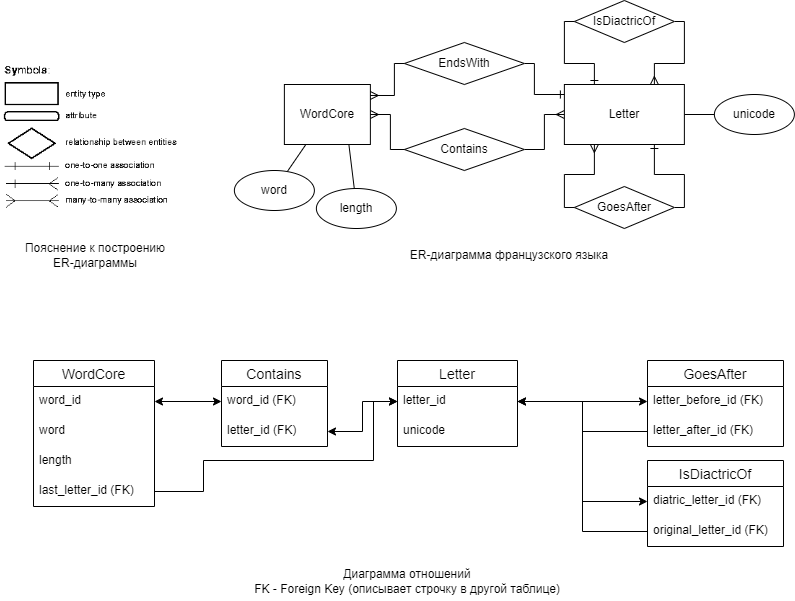 Symbols:
entity type
attribute
relationship between entities
one-to-one association
one-to-many association
many-to-many association
Пояснение к построению
ER-диаграммы
IsDiactricOf
EndsWith
WordCore
Letter
unicode
Contains
word
length
GoesAfter
ER-диаграмма французского языка
WordCore
word_id
word
length
last_letter_id (FK)
Contains
word_id (FK)
letter_id (FK)
Letter
letter_id
unicode
GoesAfter
letter_before_id (FK)
letter_after_id (FK)
IsDiactricOf
diatric_letter_id (FK)
original_letter_id (FK)
Диаграмма отношений
FK - Foreign Key (описывает строчку в другой таблице)